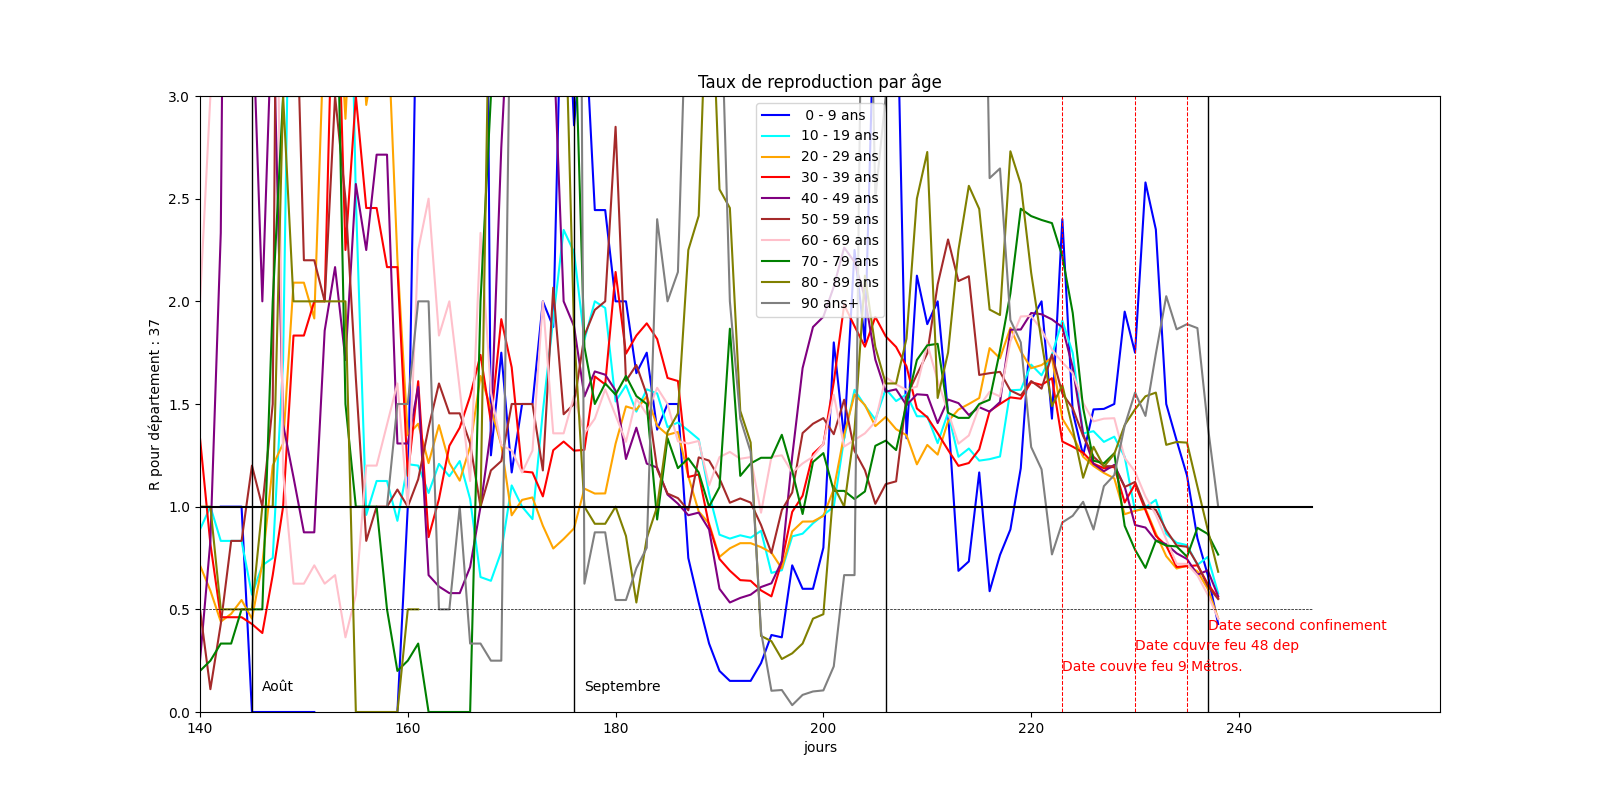 Taux de reproduction par âge
R pour département : 37
3.0
2.5
2.0
1.5
1.0
0.5
0.0
0 - 9 ans
10 - 19 ans
20 - 29 ans
30 - 39 ans
40 - 49 ans
50 - 59 ans
60 - 69 ans
70 - 79 ans
80 - 89 ans
90 ans+
Date second confinement
Date couvre feu 48 dep
Date couvre feu 9 Métros.
Août
Septembre
140
160
180
200
220
240
jours